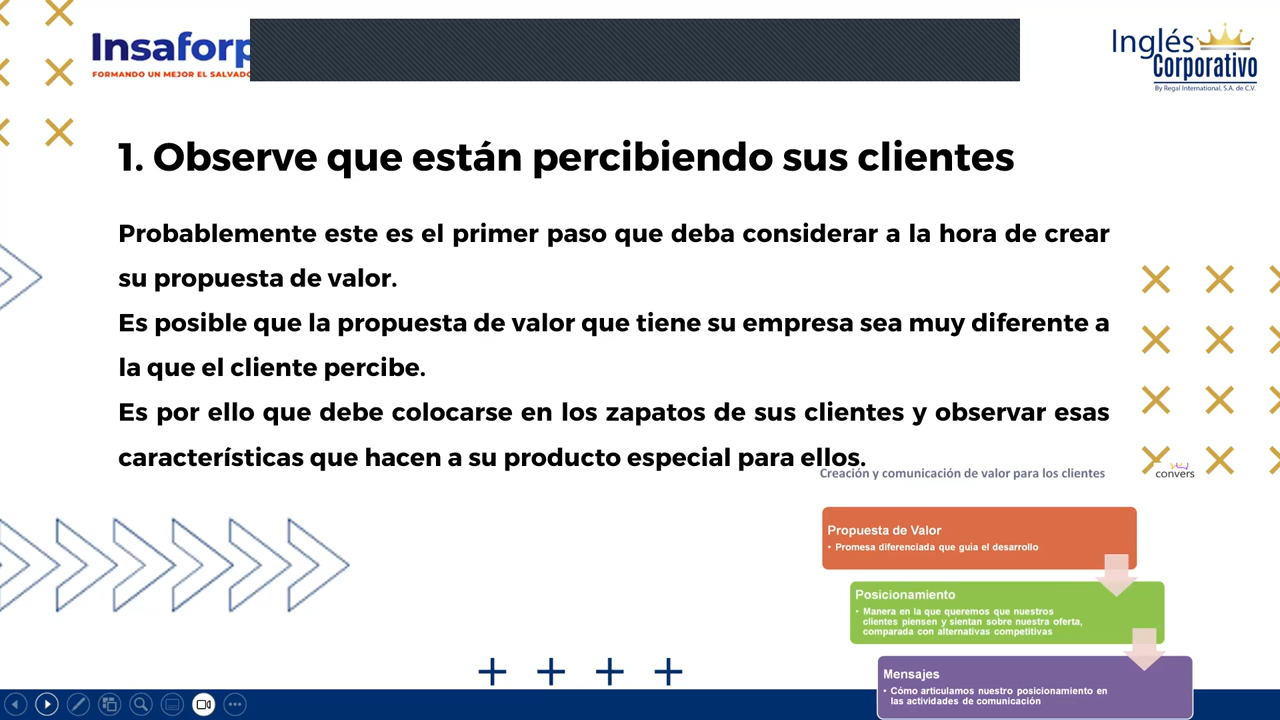 Insaforp
FORMANDO UN MEJOR EL SALVADO
Inglés
Corporativo
By Regal International, S.A. de C.V.
1. Observe que están percibiendo sus clientes
Probablemente este es el primer paso que deba considerar a la hora de crear
su propuesta de valor.
Es posible que la propuesta de valor que tiene su empresa sea muy diferente a
la que el cliente percibe.
Es por ello que debe colocarse en los zapatos de sus clientes y observar esas
características que hacen a su producto especial para ellos.
Creación y comunicación de valor para los clientes
convers
Propuesta de Valor
• Promesa diferenciada que guia el desarrollo
Posicionamiento
• Manera en la que queremos que nuestros
clientes piensen y sientan sobre nuestra oferta,
comparada con alternativas competitivas
Mensajes
• Cómo articulamos nuestro posicionamiento en
las actividades de comunicación